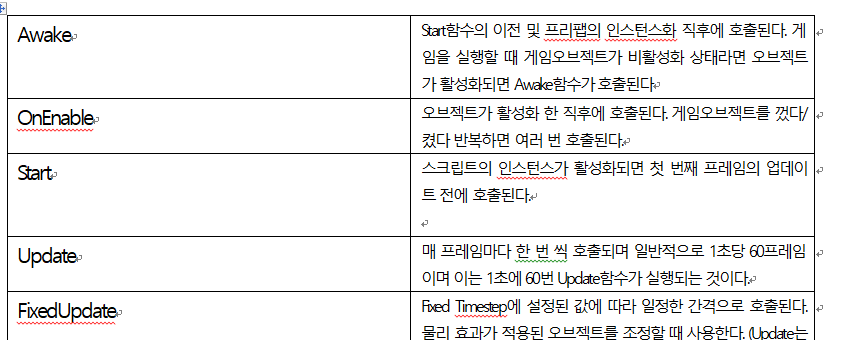 Awake
Start함수의 이전 및 프리팹의 인스턴스화 직후에 호출된다. 게
임을 실행할 때 게임오브젝트가 비활성화 상태라면 오브젝트
가 활성화되면 Awake함수가 호출된다
OnEnable
오브젝트가 활성화 한 직후에 호출된다. 게임오브젝트를 껐다/
켰다 반복하면 여러 번 호출된다.
Start
스크립트의 인스턴스가 활성화되면 첫 번째 프레임의 업데이
트 전에 호출된다.
Update
매 프레임마다 한 번 씩 호출되며 일반적으로 1초당 60프레임
이며 이는 1초에 60번 Update함수가 실행되는 것이다.
FixedUpdate
Fixed Timestep에 설정된 값에 따라 일정한 간격으로 호출된다.
물리 효과가 적용된 오브젝트를 조정할 때 사용한다. (Update는